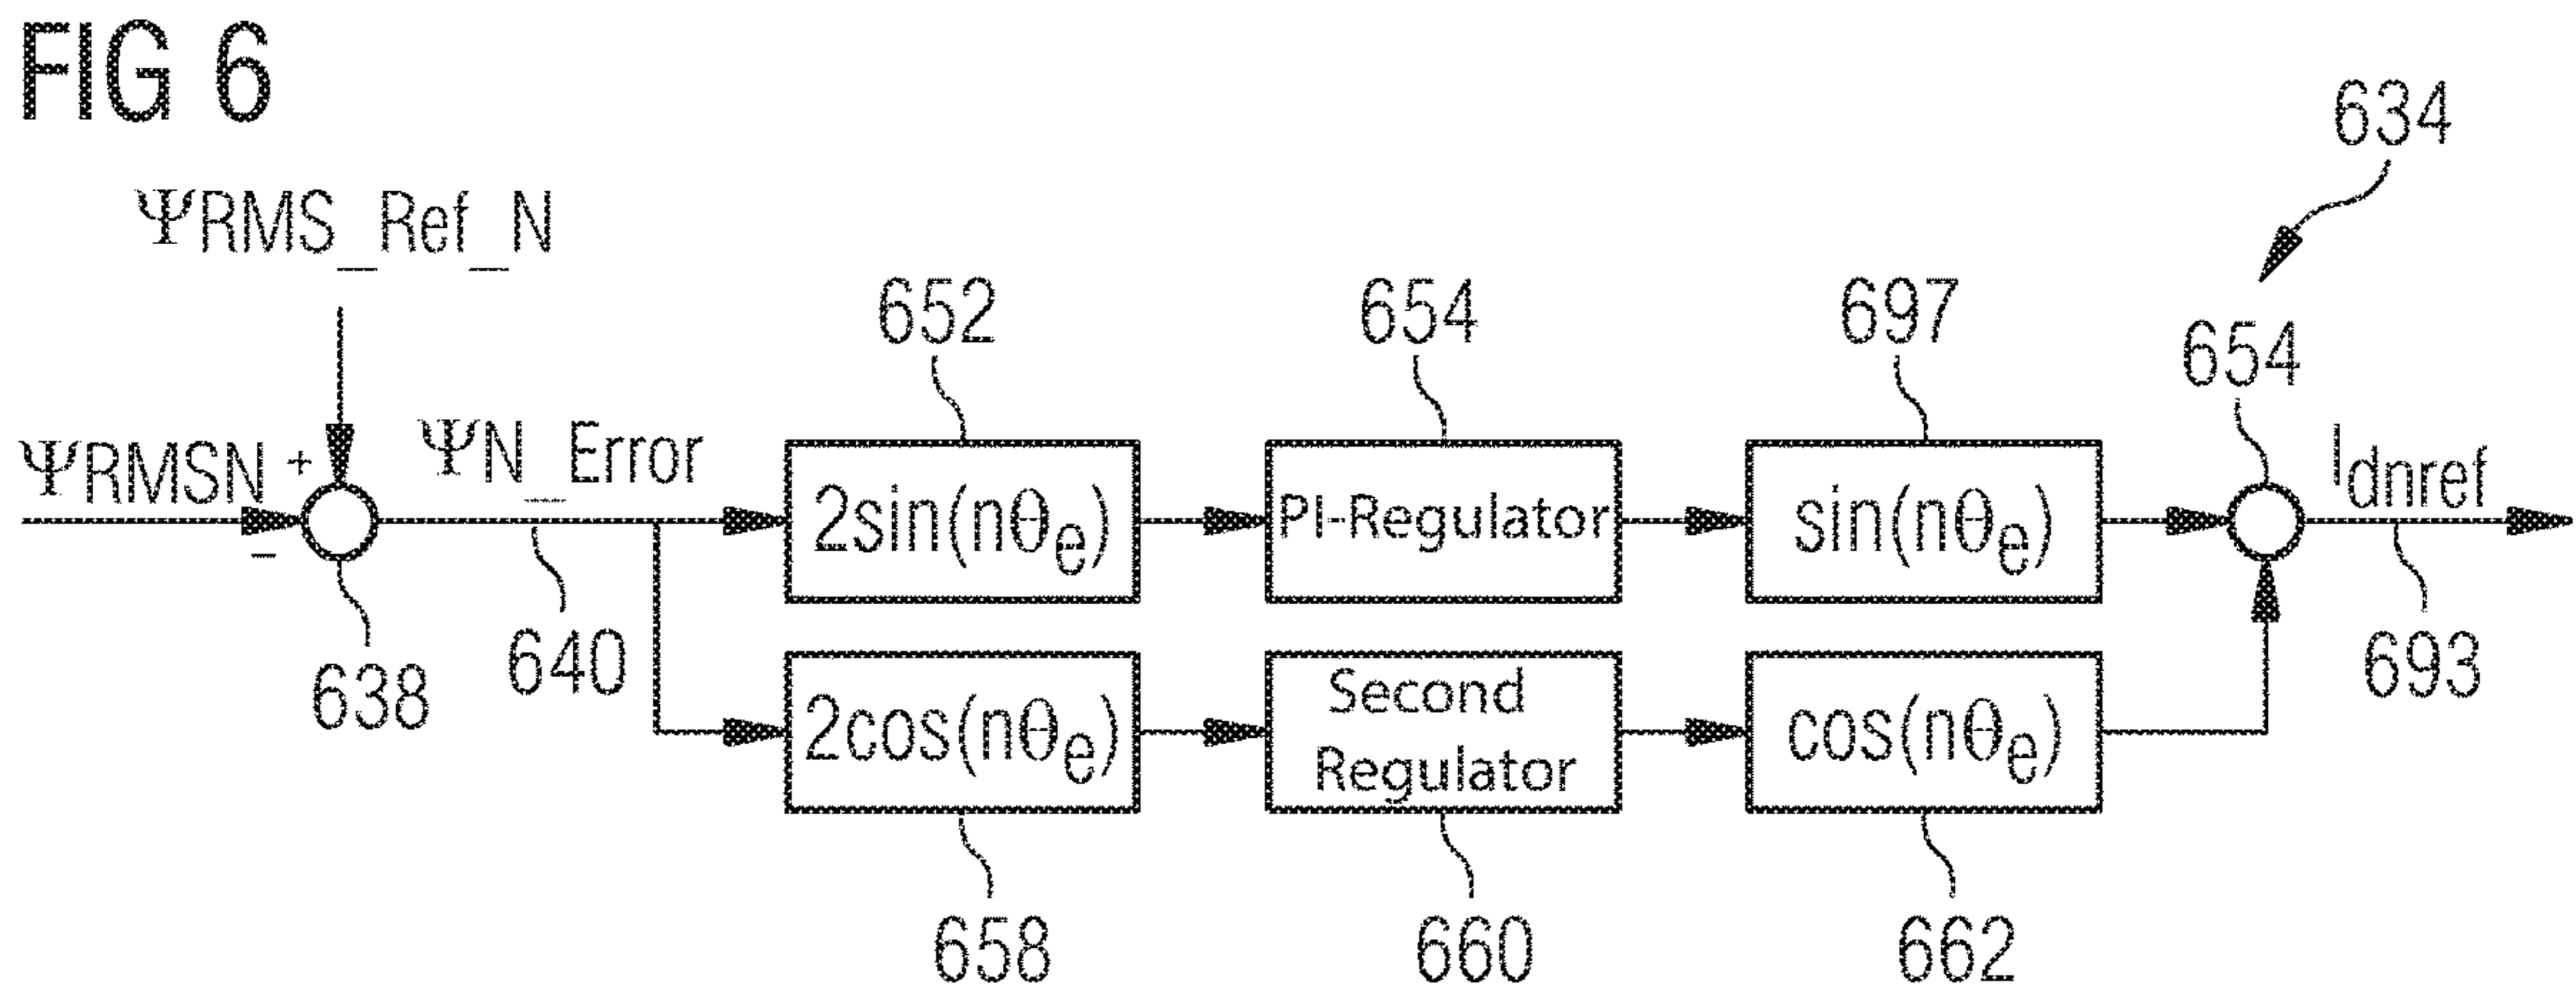 FIG 6
634
ΨRMS_Ref_N
652
654
697
654
ΨRMSN
+
-
ΨN_Error
2sin(nθe)
PI-Regulator
sin(nθe)
Idnref
638
640
2cos(nθe)
Second
Regulator
cos(nθe)
693
658
660
662